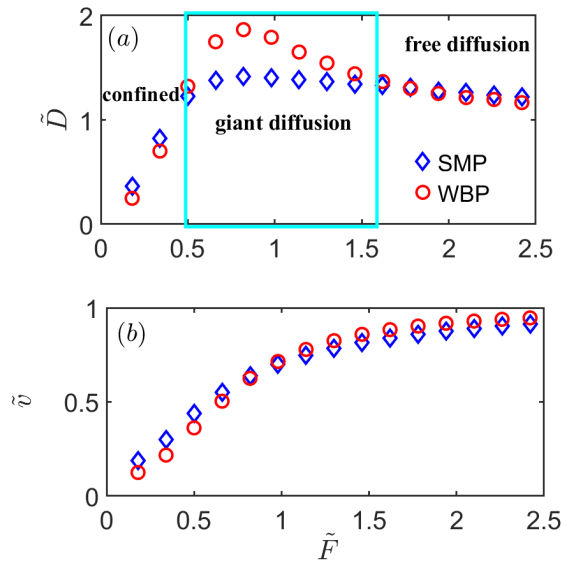 2
(a)
free diffusion
confined
D̃
1
giant diffusion
SMP
WBP
0
0 0.5 1 1.5 2 2.5
1
(b)
ṽ
0.5
0
0 0.5 1 1.5 2 2.5
F̃